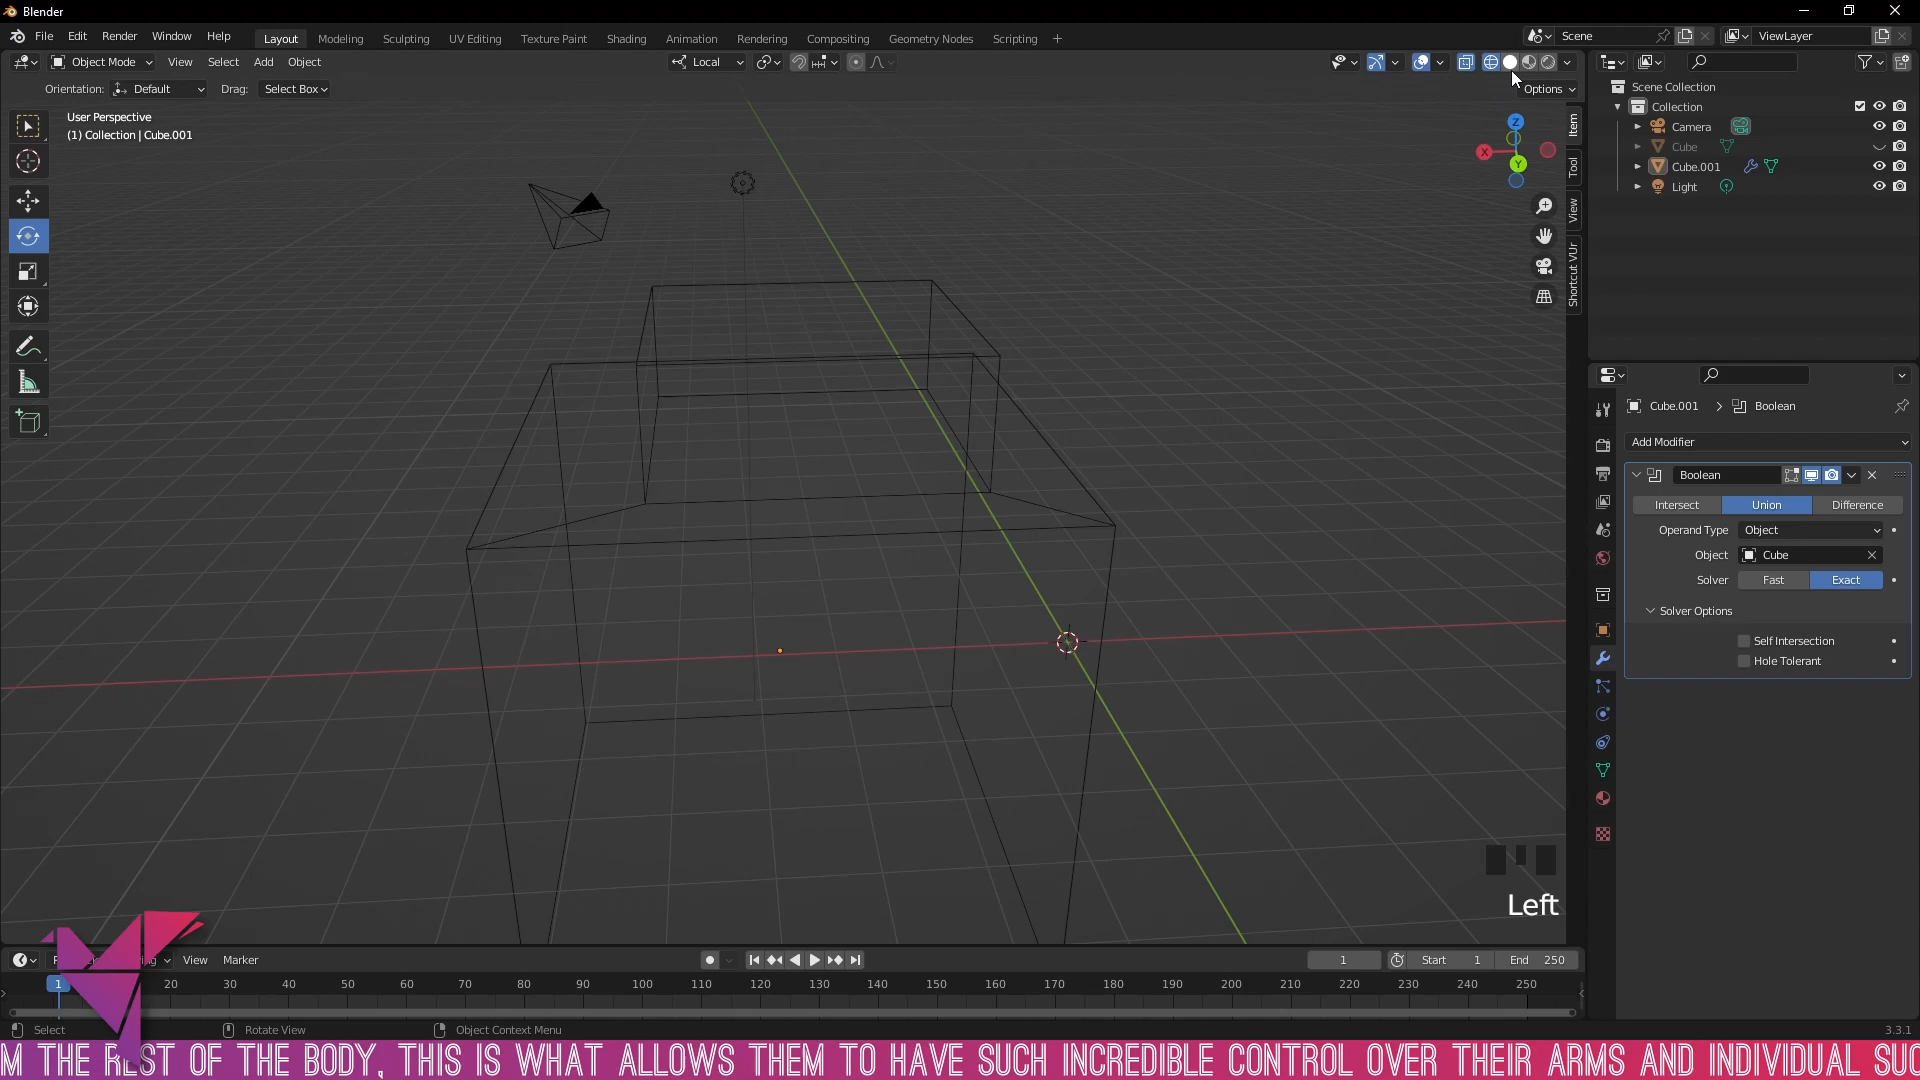 Blender
File Edit Render Window Help Layout Modeling Sculpting UV Editing Texture Paint Shading Animation Rendering Compositing Geometry Nodes Scripting + Scene ViewLayer
Object Mode View Select Add Object Local
Orientation: Default Drag: Select Box Options
User Perspective
(1) Collection | Cube.001
Z
X
Y
Item
Tool
View
Shortcut VUr
Scene Collection
Collection
Camera
Cube
Cube.001
Light
Cube.001 > Boolean
Add Modifier
Boolean
Intersect Union Difference
Operand Type Object
Object Cube
Solver Fast Exact
Solver Options
Self Intersection
Hole Tolerant
Left
View Marker 1 Start 1 End 250
1 20 30 40 50 60 70 80 90 100 110 120 130 140 150 160 170 180 190 200 210 220 230 240 250
Select Rotate View Object Context Menu 3.3.1
M THE REST OF THE BODY, THIS IS WHAT ALLOWS THEM TO HAVE SUCH INCREDIBLE CONTROL OVER THEIR ARMS AND INDIVIDUAL SUC